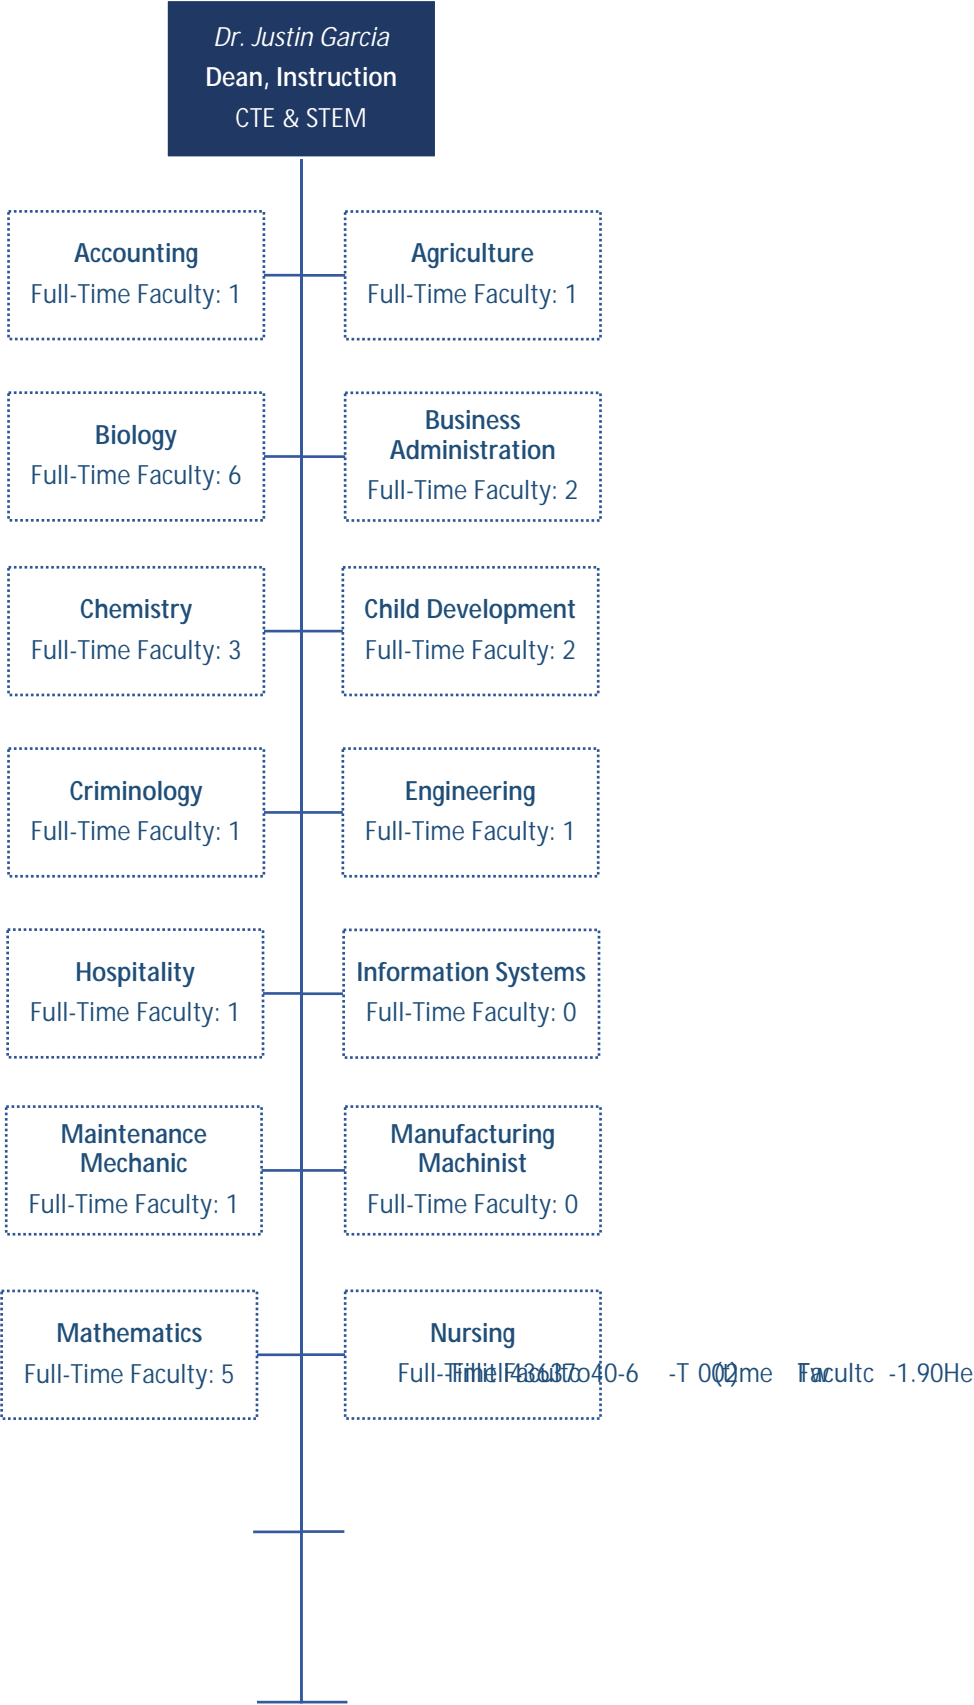 Dr. Justin Garcia
Dean, Instruction
CTE & STEM
Accounting
Full-Time Faculty: 1
Agriculture
Full-Time Faculty: 1
Biology
Full-Time Faculty: 6
Business
Administration
Full-Time Faculty: 2
Chemistry
Full-Time Faculty: 3
Child Development
Full-Time Faculty: 2
Criminology
Full-Time Faculty: 1
Engineering
Full-Time Faculty: 1
Hospitality
Full-Time Faculty: 1
Information Systems
Full-Time Faculty: 0
Maintenance
Mechanic
Full-Time Faculty: 1
Manufacturing
Machinist
Full-Time Faculty: 0
Mathematics
Full-Time Faculty: 5
Nursing
-T Facultc -1.90He